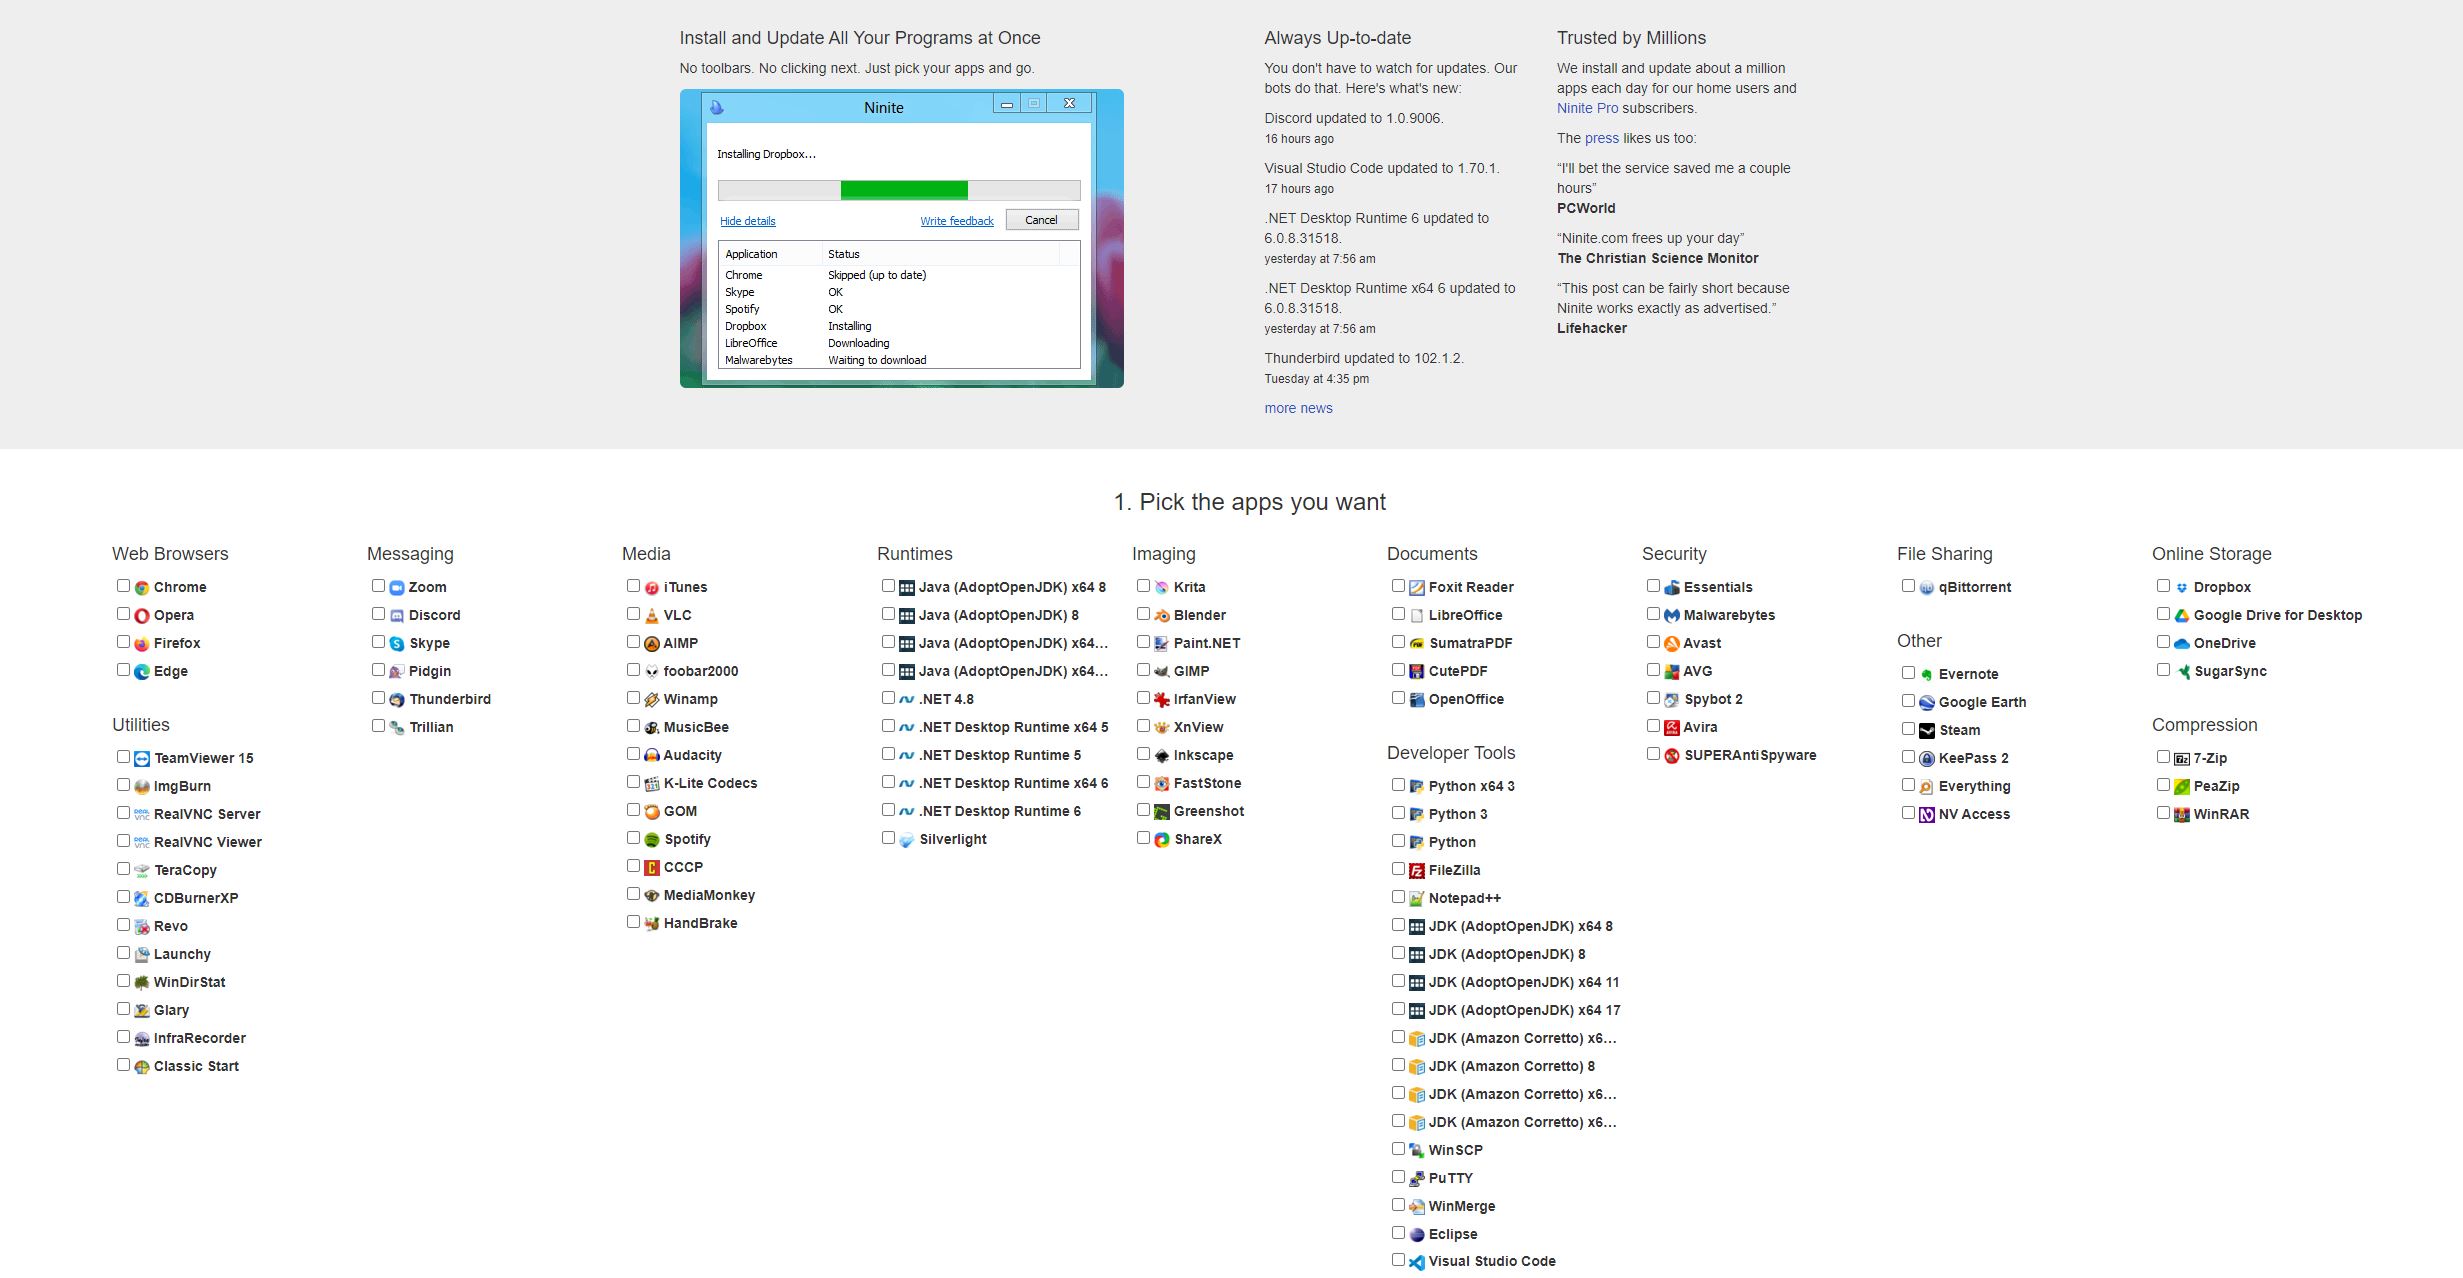 Install and Update All Your Programs at Once
No toolbars. No clicking next. Just pick your apps and go.
Ninite
Installing Dropbox...
Hide details
Write feedback
Cancel
Application Status
Chrome Skipped (up to date)
Skype OK
Spotify OK
Dropbox Installing
LibreOffice Downloading
Malwarebytes Waiting to download
Always Up-to-date
You don't have to watch for updates. Our
bots do that. Here's what's new:
Discord updated to 1.0.9006.
16 hours ago
Visual Studio Code updated to 1.70.1.
17 hours ago
.NET Desktop Runtime 6 updated to
6.0.8.31518.
yesterday at 7:56 am
.NET Desktop Runtime x64 6 updated to
6.0.8.31518.
yesterday at 7:56 am
Thunderbird updated to 102.1.2.
Tuesday at 4:35 pm
more news
Trusted by Millions
We install and update about a million
apps each day for our home users and
Ninite Pro subscribers.
The press likes us too:
“I'll bet the service saved me a couple
hours”
PCWorld
“Ninite.com frees up your day”
The Christian Science Monitor
“This post can be fairly short because
Ninite works exactly as advertised.”
Lifehacker
1. Pick the apps you want
Web Browsers
Chrome
Opera
Firefox
Edge
Utilities
TeamViewer 15
ImgBurn
RealVNC Server
RealVNC Viewer
TeraCopy
CDBurnerXP
Revo
Launchy
WinDirStat
Glary
InfraRecorder
Classic Start
Messaging
Zoom
Discord
Skype
Pidgin
Thunderbird
Trillian
Media
iTunes
VLC
AIMP
foobar2000
Winamp
MusicBee
Audacity
K-Lite Codecs
GOM
Spotify
CCCP
MediaMonkey
HandBrake
Runtimes
Java (AdoptOpenJDK) x64 8
Java (AdoptOpenJDK) 8
Java (AdoptOpenJDK) x64...
Java (AdoptOpenJDK) x64...
.NET 4.8
.NET Desktop Runtime x64 5
.NET Desktop Runtime 5
.NET Desktop Runtime x64 6
.NET Desktop Runtime 6
Silverlight
Imaging
Krita
Blender
Paint.NET
GIMP
IrfanView
XnView
Inkscape
FastStone
Greenshot
ShareX
Documents
Foxit Reader
LibreOffice
SumatraPDF
CutePDF
OpenOffice
Developer Tools
Python x64 3
Python 3
Python
FileZilla
Notepad++
JDK (AdoptOpenJDK) x64 8
JDK (AdoptOpenJDK) 8
JDK (AdoptOpenJDK) x64 11
JDK (AdoptOpenJDK) x64 17
JDK (Amazon Corretto) x6...
JDK (Amazon Corretto) 8
JDK (Amazon Corretto) x6...
JDK (Amazon Corretto) x6...
WinSCP
PuTTY
WinMerge
Eclipse
Visual Studio Code
Security
Essentials
Malwarebytes
Avast
AVG
Spybot 2
Avira
SUPERAntiSpyware
File Sharing
qBittorrent
Other
Evernote
Google Earth
Steam
KeePass 2
Everything
NV Access
Online Storage
Dropbox
Google Drive for Desktop
OneDrive
SugarSync
Compression
7-Zip
PeaZip
WinRAR